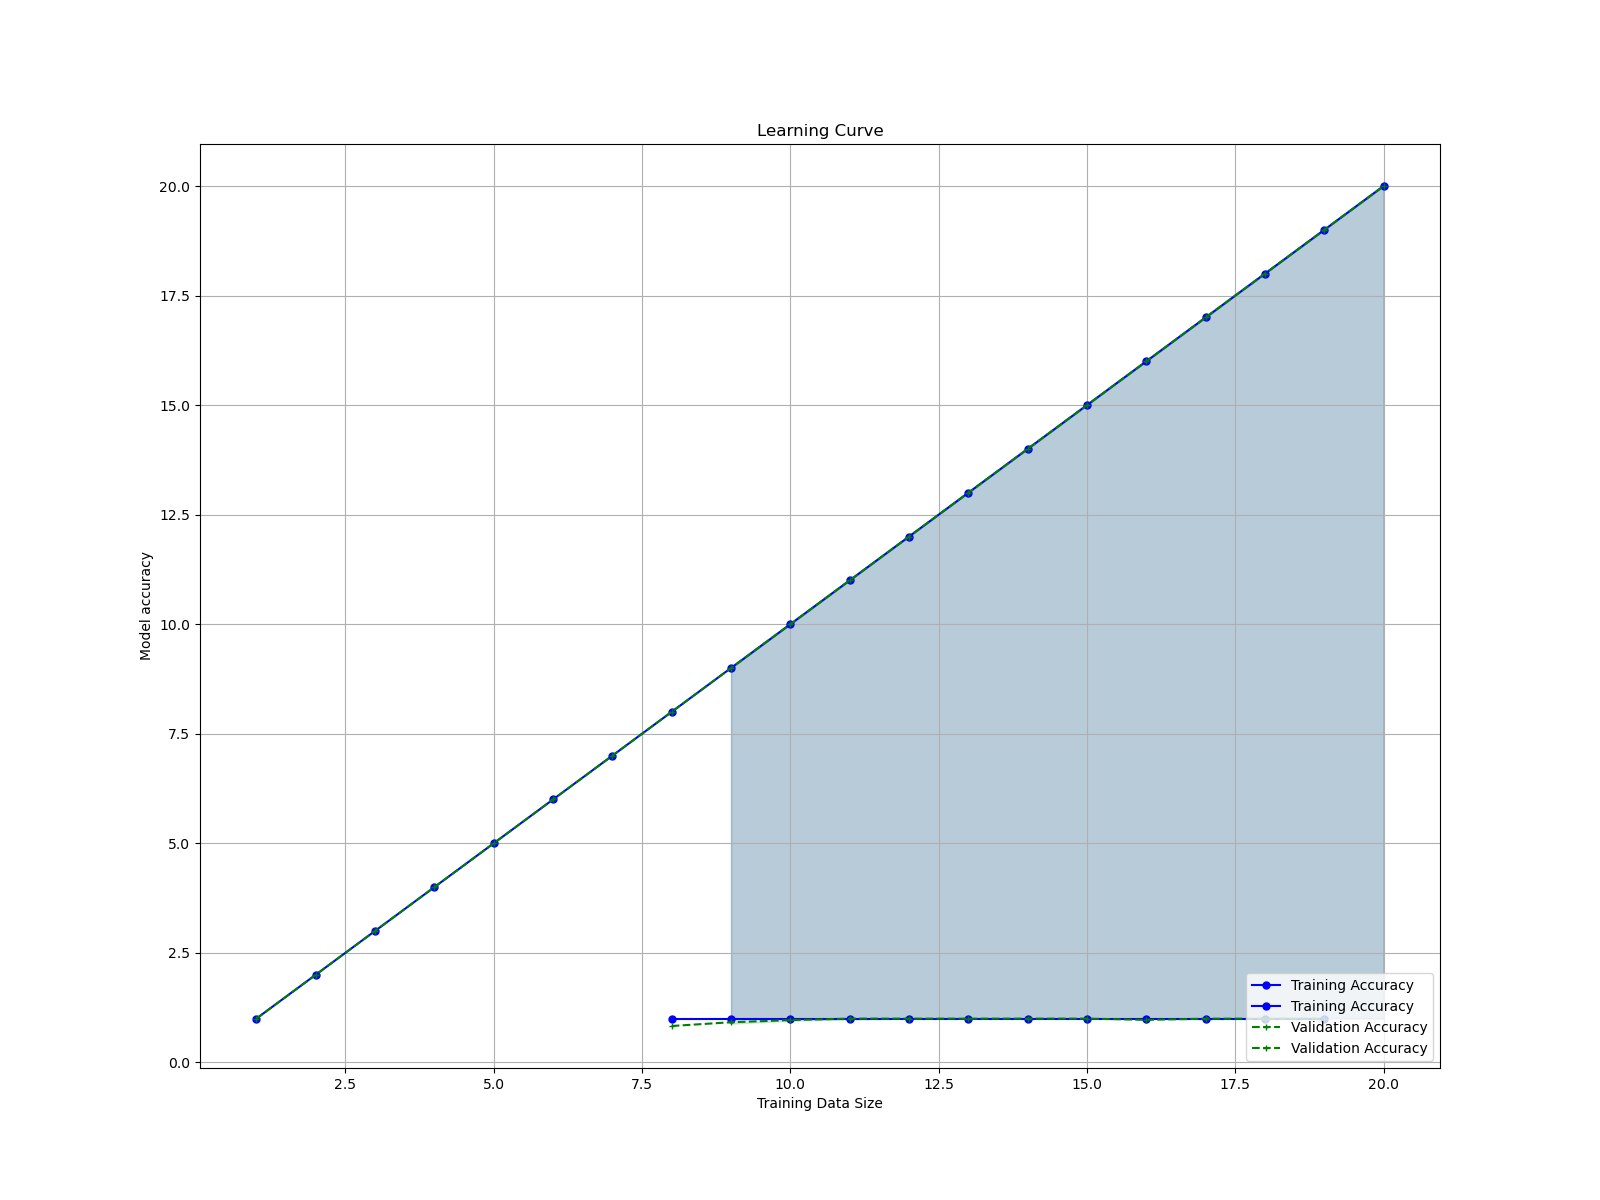 Learning Curve
Model accuracy
20.0
17.5
15.0
12.5
10.0
7.5
5.0
2.5
0.0
Training Accuracy
Training Accuracy
Validation Accuracy
Validation Accuracy
2.5 5.0 7.5 10.0 12.5 15.0 17.5 20.0
Training Data Size